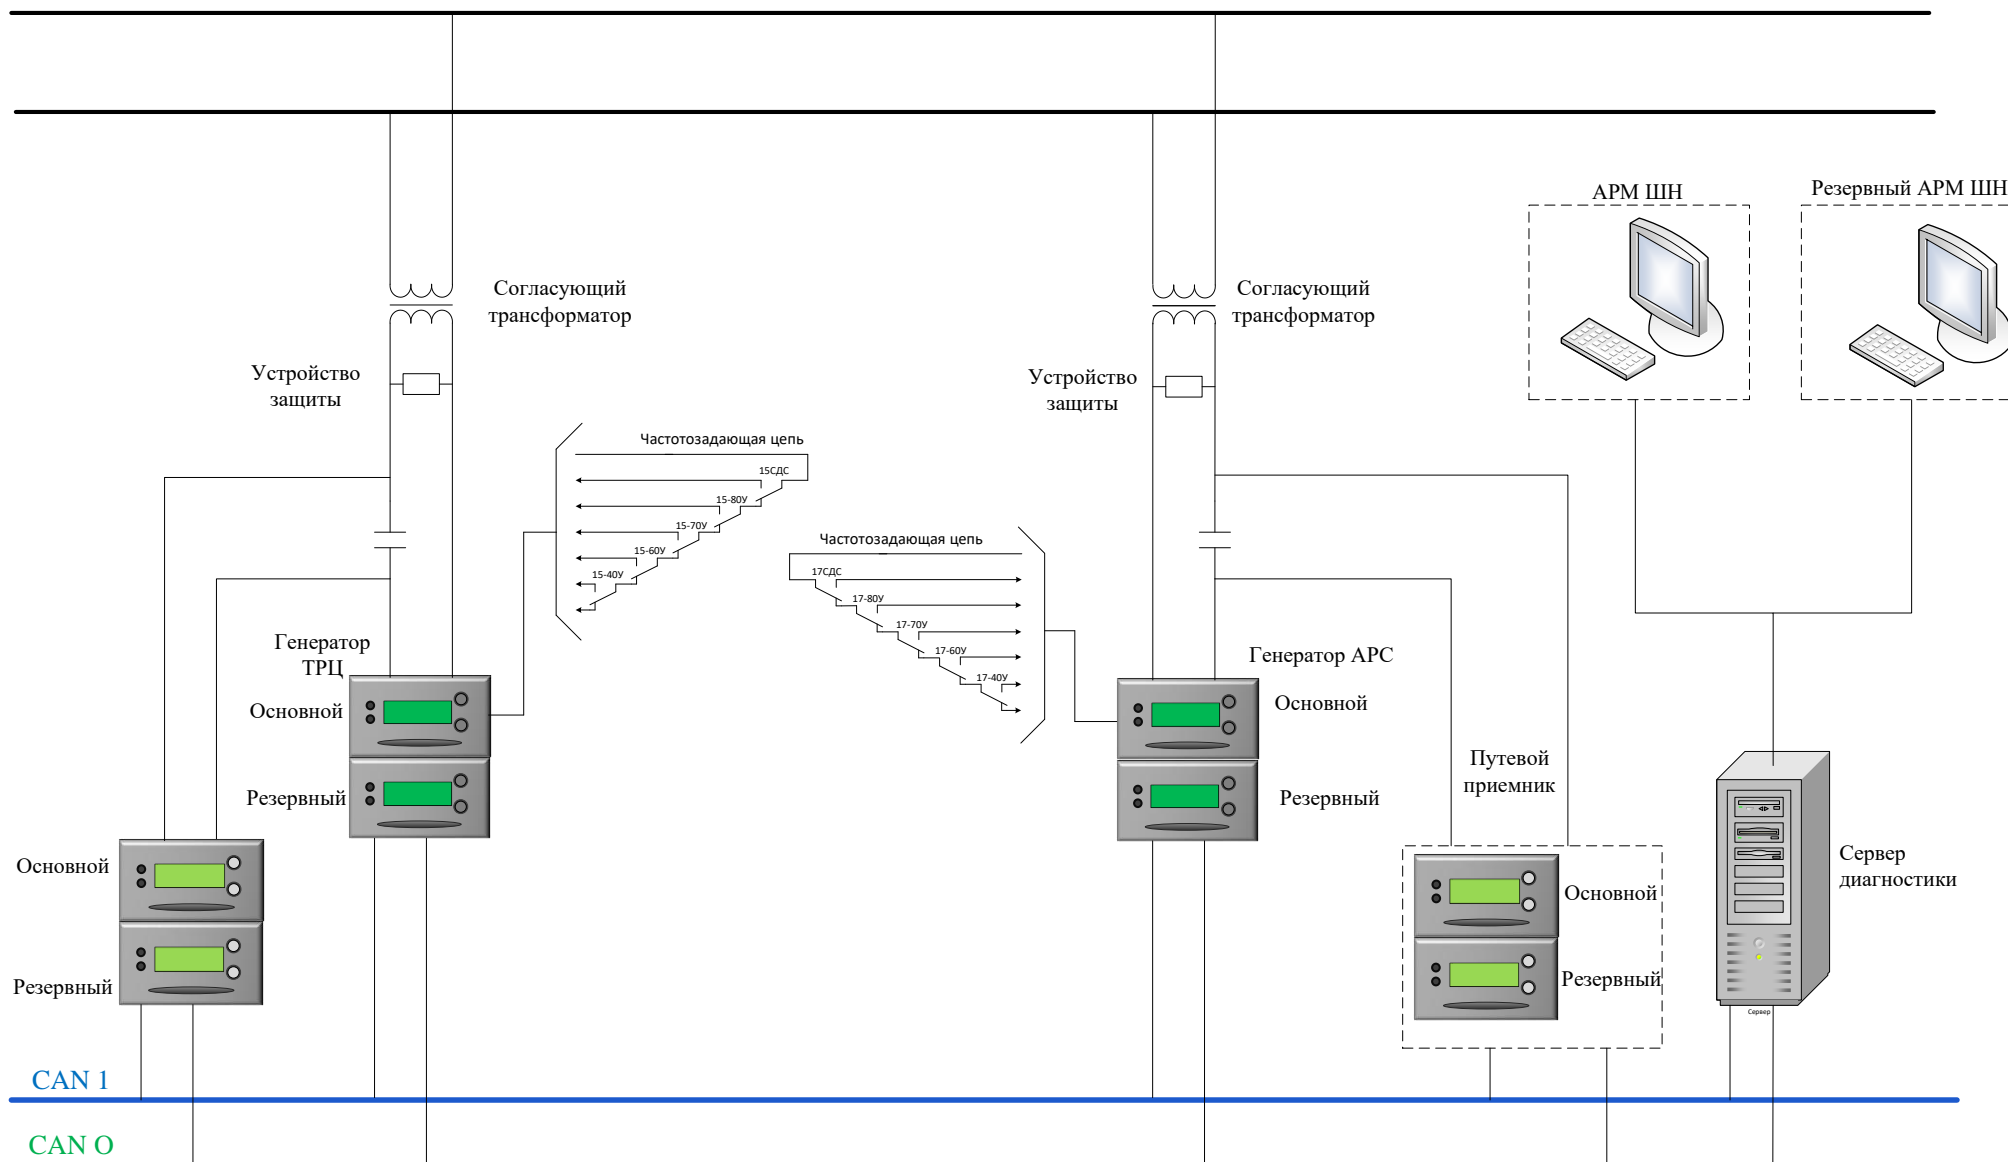 АРМ ШН
Резервный АРМ ШН
Согласующий
трансформатор
Согласующий
трансформатор
Устройство
защиты
Устройство
защиты
Частотозадающая цепь
15СДС
15-80У
15-70У
15-60У
15-40У
Частотозадающая цепь
17СДС
17-80У
17-70У
17-60У
17-40У
Генератор
ТРЦ
Основной
Резервный
Генератор АРС
Основной
Резервный
Путевой
приемник
Основной
Резервный
Основной
Резервный
Сервер
диагностики
Сервер
CAN 1
CAN O